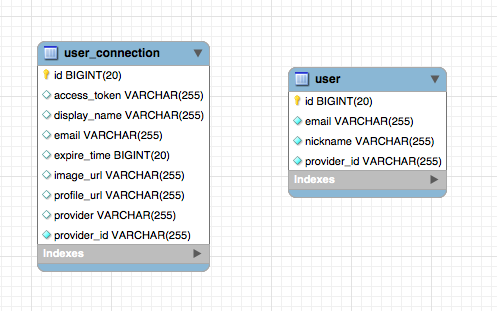 user_connection
id BIGINT(20)
access_token VARCHAR(255)
display_name VARCHAR(255)
email VARCHAR(255)
expire_time BIGINT(20)
image_url VARCHAR(255)
profile_url VARCHAR(255)
provider VARCHAR(255)
provider_id VARCHAR(255)
Indexes
user
id BIGINT(20)
email VARCHAR(255)
nickname VARCHAR(255)
provider_id VARCHAR(255)
Indexes